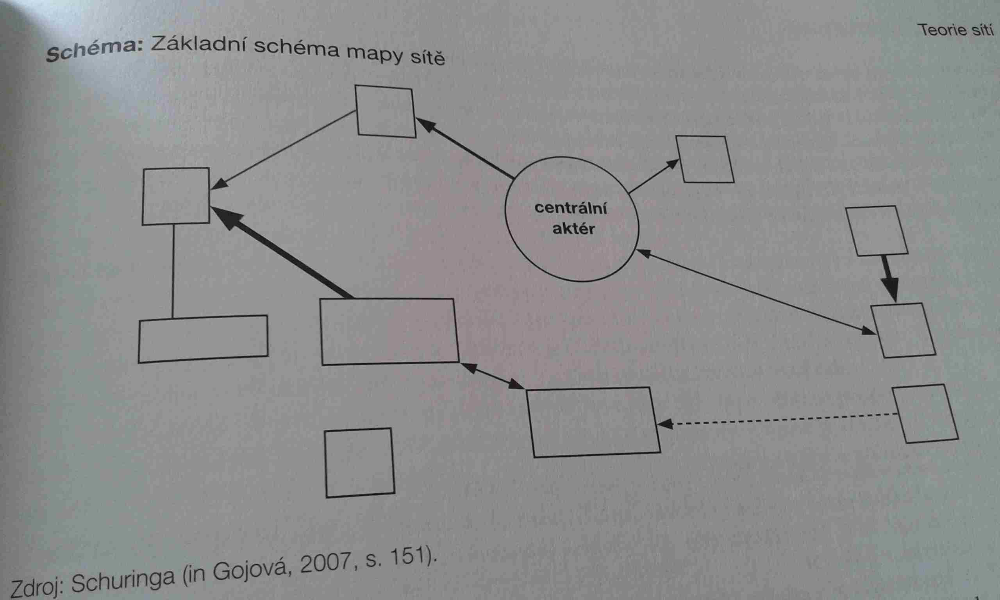 Teorie sítí
Schéma: Základní schéma mapy sítě
centrální
aktér
Zdroj: Schuringa (in Gojová, 2007, s. 151).